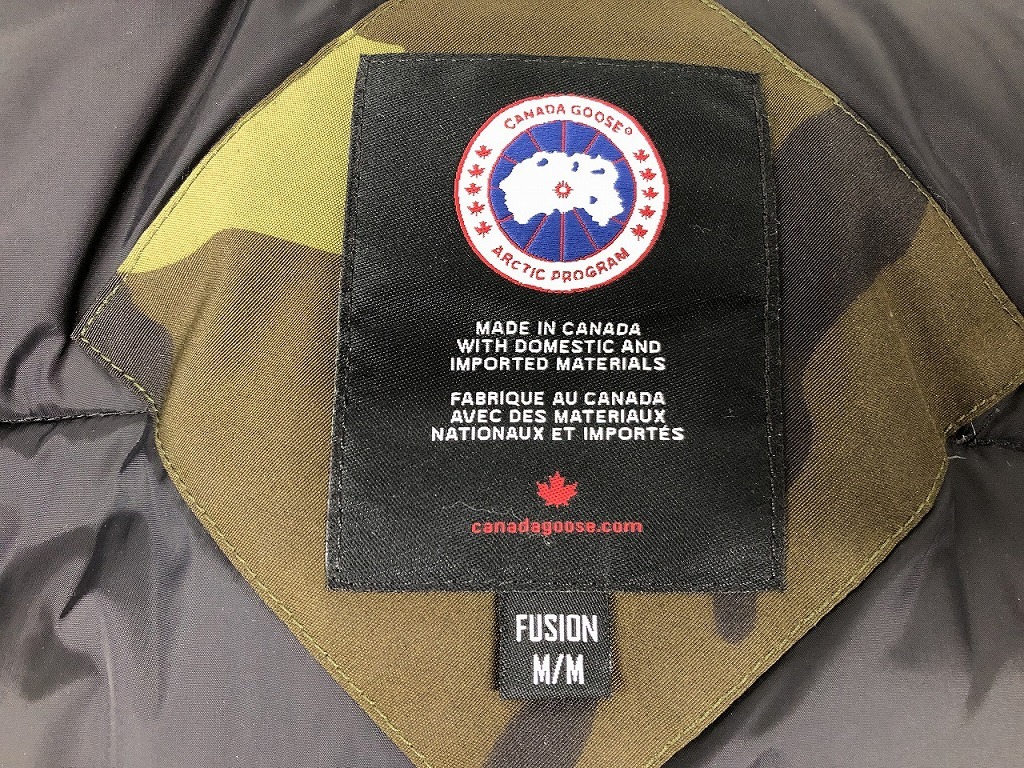 CANADA GOOSE®
ARCTIC PROGRAM
MADE IN CANADA
WITH DOMESTIC AND
IMPORTED MATERIALS
FABRIQUE AU CANADA
AVEC DES MATERIAUX
NATIONAUX ET IMPORTÉS
canadagoose.com
FUSION
M/M